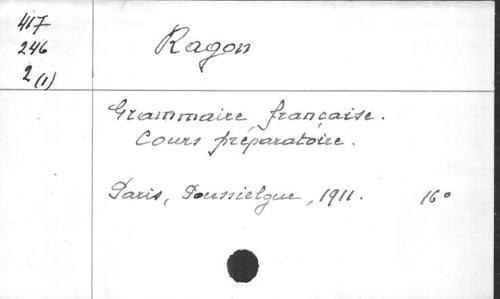 417
246
2 (1)
Ragon
Grammaire française.
Cours préparatoire.
Paris, Poussielgue, 1911. 16°